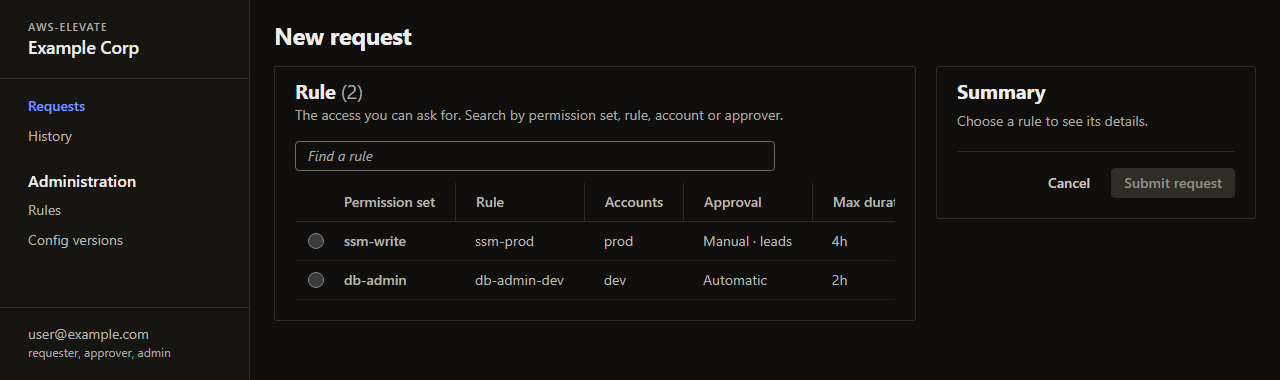 AWS-ELEVATE
Example Corp
Requests
History
Administration
Rules
Config versions
user@example.com
requester, approver, admin
New request
Rule (2)
The access you can ask for. Search by permission set, rule, account or approver.
Find a rule
Permission set Rule Accounts Approval Max durat
ssm-write ssm-prod prod Manual · leads 4h
db-admin db-admin-dev dev Automatic 2h
Summary
Choose a rule to see its details.
Cancel Submit request